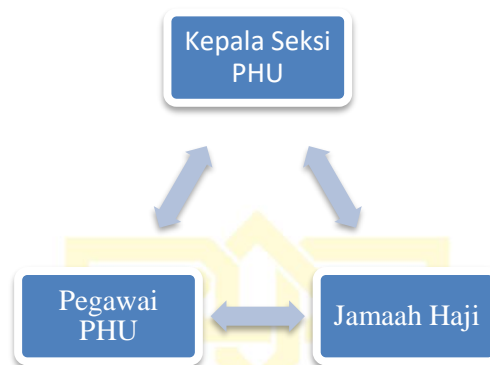 Kepala Seksi
PHU
Pegawai
PHU
Jamaah Haji